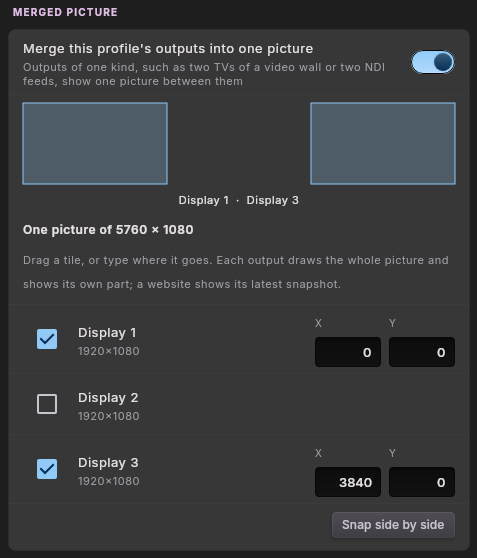 MERGED PICTURE
Merge this profile's outputs into one picture
Outputs of one kind, such as two TVs of a video wall or two NDI
feeds, show one picture between them
Display 1 · Display 3
One picture of 5760 × 1080
Drag a tile, or type where it goes. Each output draws the whole picture and
shows its own part; a website shows its latest snapshot.
X Y
Display 1
1920×1080
0 0
Display 2
1920×1080
X Y
Display 3
1920×1080
3840 0
Snap side by side